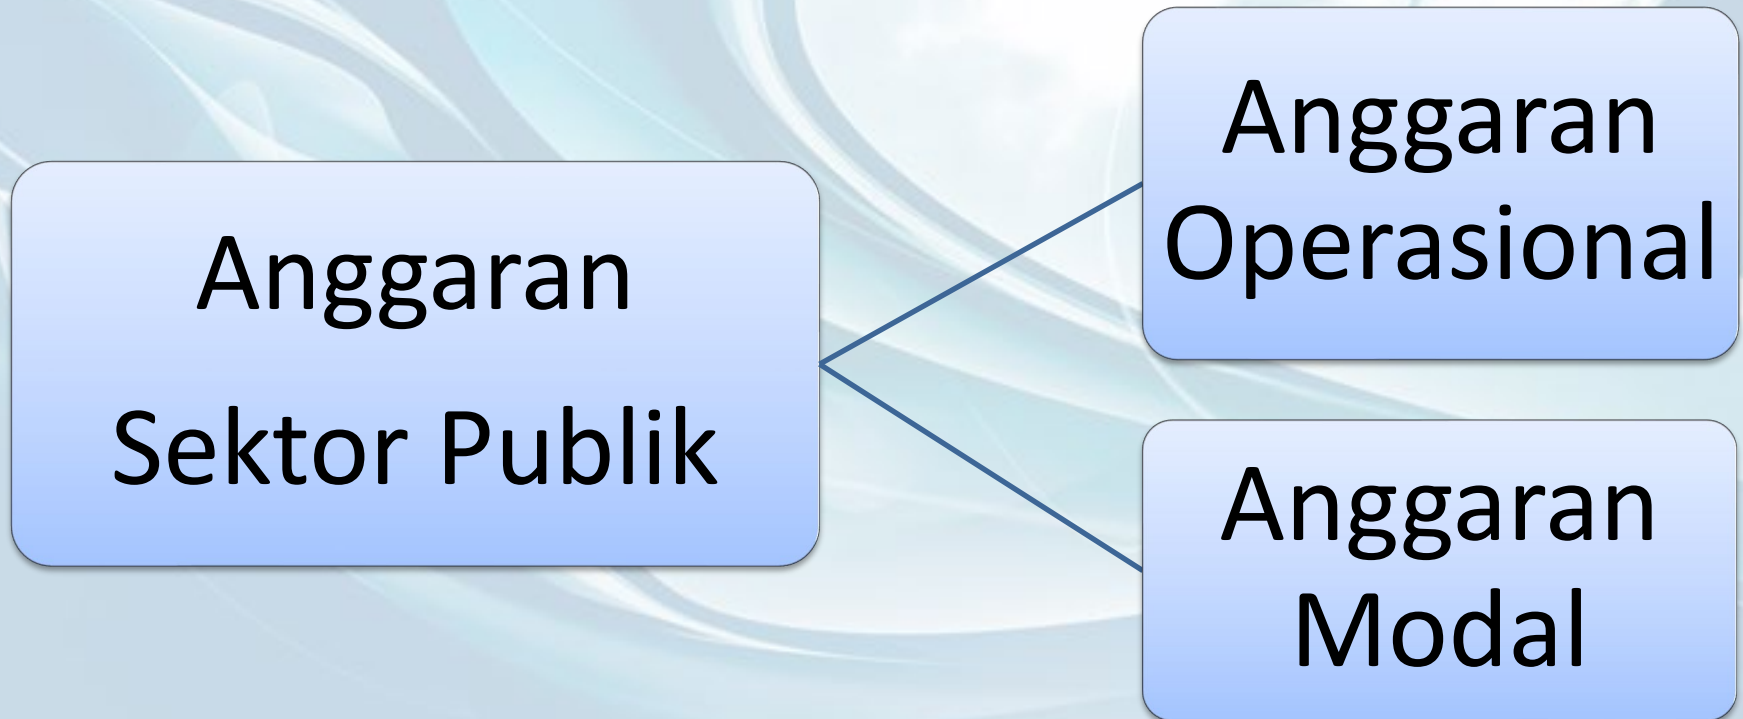 Anggaran
Sektor Publik
Anggaran
Operasional
Anggaran
Modal